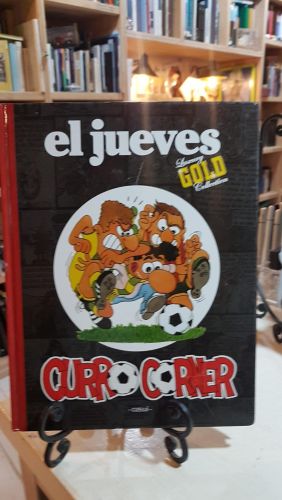 el jueves
Luxury
GOLD
Collection
CURRO CORNER